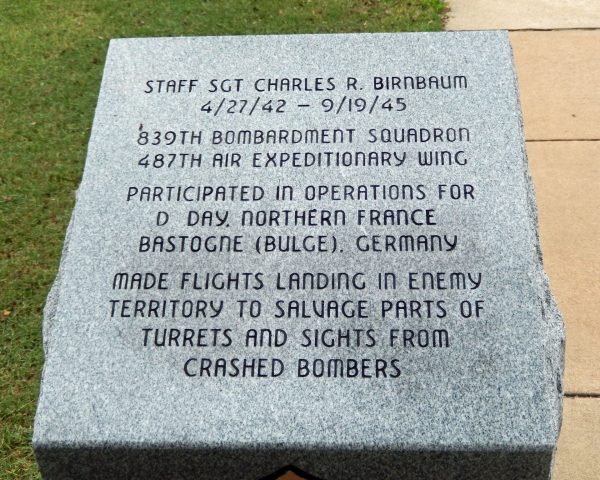 STAFF SGT CHARLES R. BIRNBAUM
4/27/42 – 9/19/45
839TH BOMBARDMENT SQUADRON
487TH AIR EXPEDITIONARY WING
PARTICIPATED IN OPERATIONS FOR
D DAY, NORTHERN FRANCE
BASTOGNE (BULGE), GERMANY
MADE FLIGHTS LANDING IN ENEMY
TERRITORY TO SALVAGE PARTS OF
TURRETS AND SIGHTS FROM
CRASHED BOMBERS